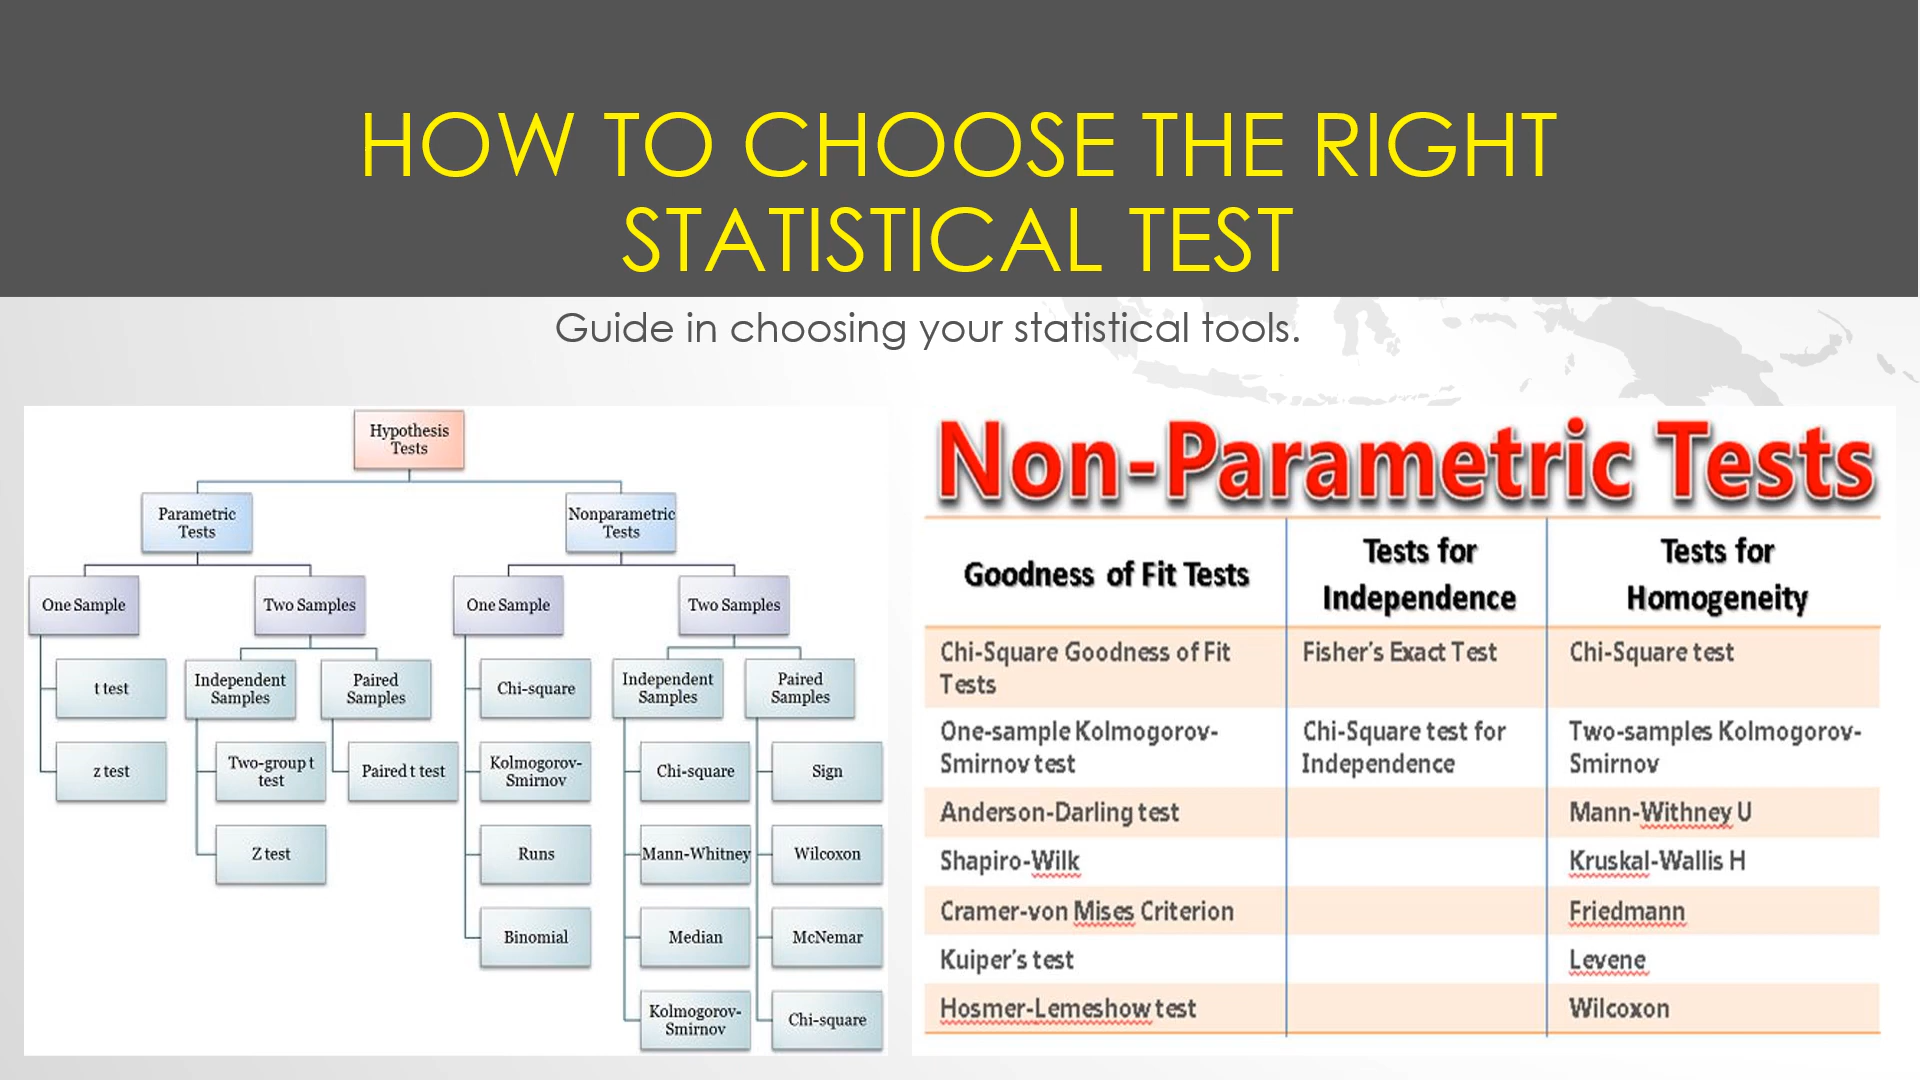 HOW TO CHOOSE THE RIGHT
STATISTICAL TEST
Guide in choosing your statistical tools.
Hypothesis
Tests
Parametric
Tests
Nonparametric
Tests
One Sample
Two Samples
One Sample
Two Samples
t test
Independent
Samples
Paired
Samples
Chi-square
Independent
Samples
Paired
Samples
z test
Two-group t
test
Paired t test
Kolmogorov-
Smirnov
Chi-square
Sign
Z test
Runs
Mann-Whitney
Wilcoxon
Binomial
Median
McNemar
Kolmogorov-
Smirnov
Chi-square
Non-Parametric Tests
Goodness of Fit Tests
Tests for
Independence
Tests for
Homogeneity
Chi-Square Goodness of Fit
Tests
Fisher's Exact Test
Chi-Square test
One-sample Kolmogorov-
Smirnov test
Chi-Square test for
Independence
Two-samples Kolmogorov-
Smirnov
Anderson-Darling test
Mann-Withney U
Shapiro-Wilk
Kruskal-Wallis H
Cramer-von Mises Criterion
Friedmann
Kuiper's test
Levene
Hosmer-Lemeshow test
Wilcoxon